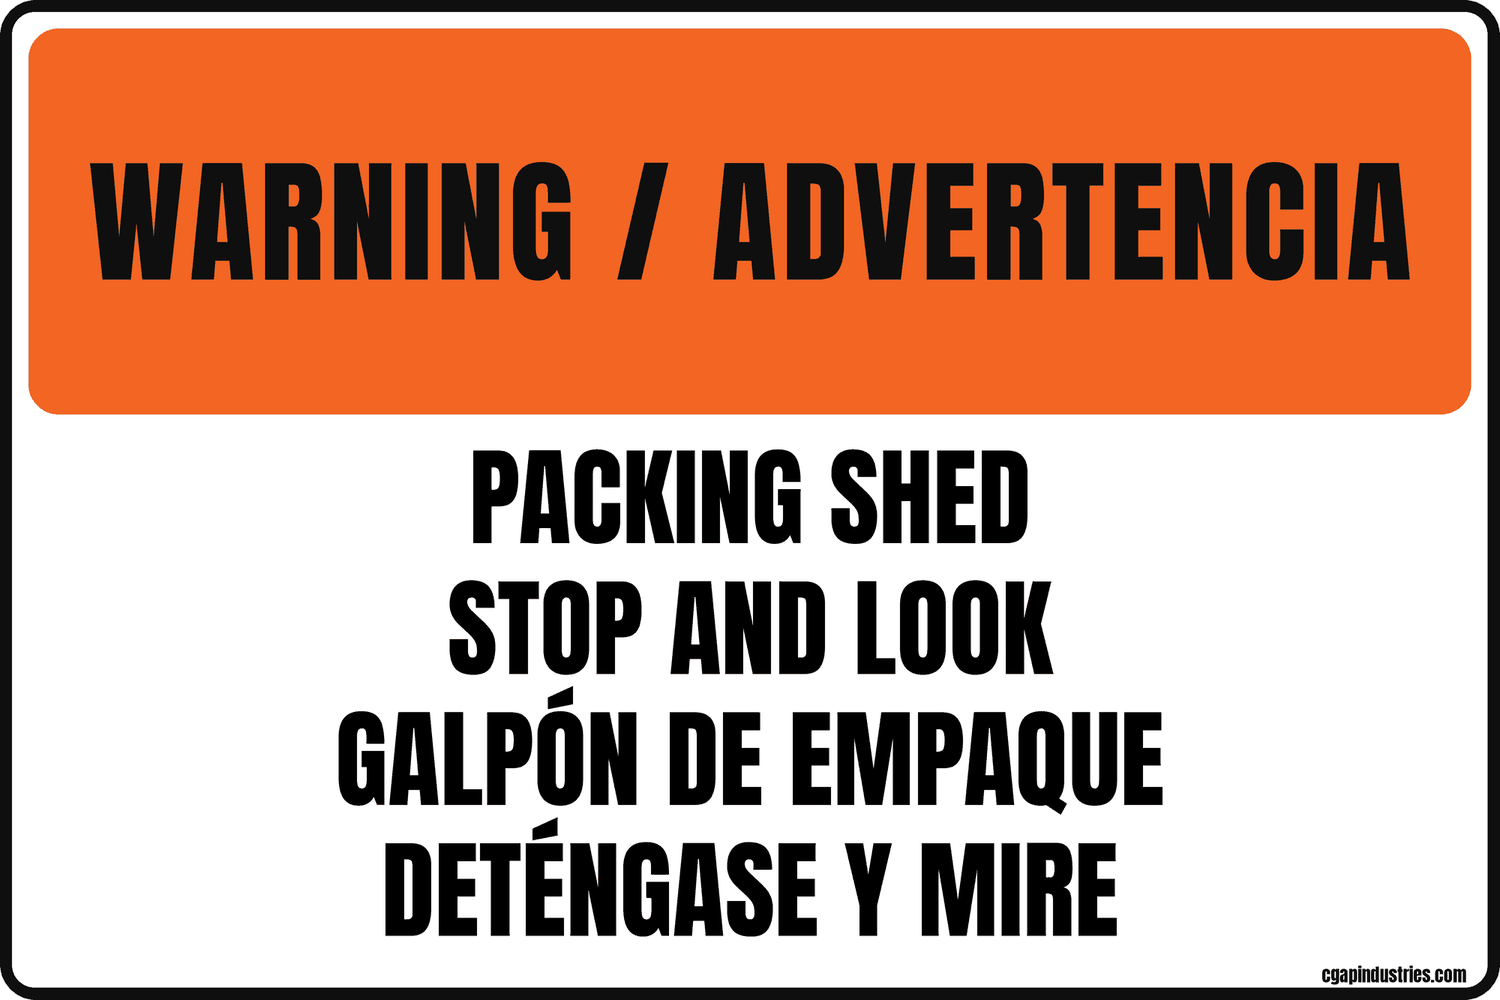 WARNING / ADVERTENCIA
PACKING SHED
STOP AND LOOK
GALPÓN DE EMPAQUE
DETÉNGASE Y MIRE
cgapindustries.com